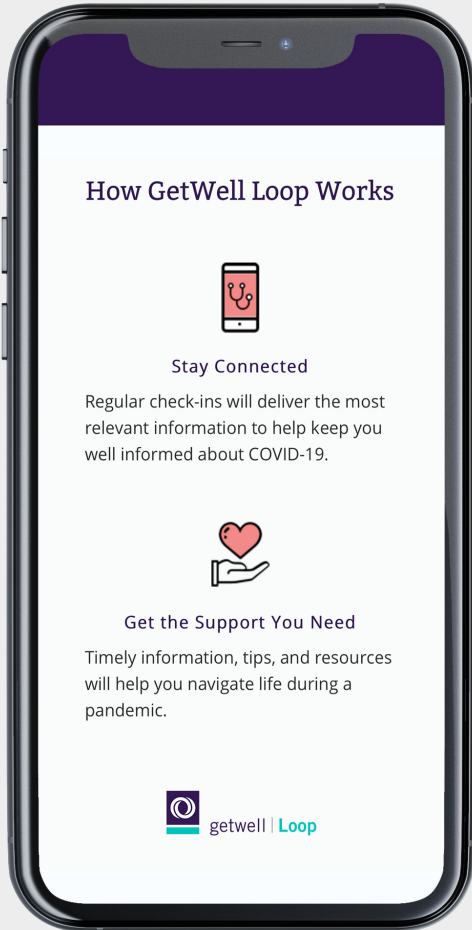 How GetWell Loop Works
Stay Connected
Regular check-ins will deliver the most
relevant information to help keep you
well informed about COVID-19.
Get the Support You Need
Timely information, tips, and resources
will help you navigate life during a
pandemic.
getwell | Loop